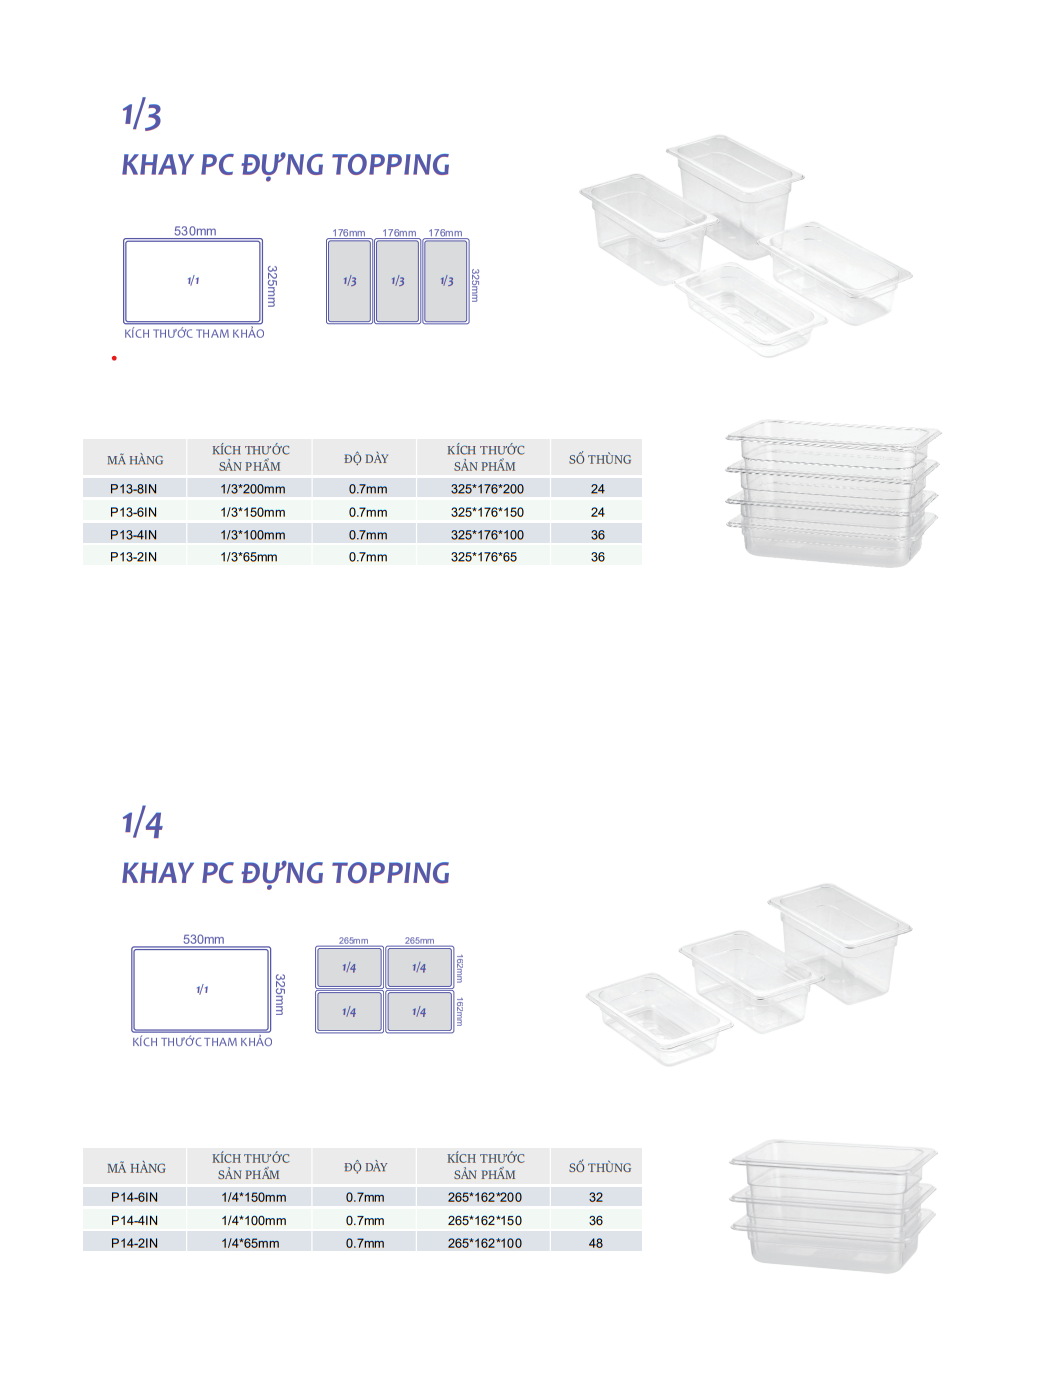 1/3
KHAY PC ĐỰNG TOPPING
530mm
1/1
325mm
KÍCH THƯỚC THAM KHẢO
176mm 176mm 176mm
1/3 1/3 1/3
325mm
MÃ HÀNG KÍCH THƯỚC SẢN PHẨM ĐỘ DÀY KÍCH THƯỚC SẢN PHẨM SỐ THÙNG
P13-8IN 1/3*200mm 0.7mm 325*176*200 24
P13-6IN 1/3*150mm 0.7mm 325*176*150 24
P13-4IN 1/3*100mm 0.7mm 325*176*100 36
P13-2IN 1/3*65mm 0.7mm 325*176*65 36
1/4
KHAY PC ĐỰNG TOPPING
530mm
1/1
325mm
KÍCH THƯỚC THAM KHẢO
265mm 265mm
1/4 1/4
162mm
1/4 1/4
162mm
MÃ HÀNG KÍCH THƯỚC SẢN PHẨM ĐỘ DÀY KÍCH THƯỚC SẢN PHẨM SỐ THÙNG
P14-6IN 1/4*150mm 0.7mm 265*162*200 32
P14-4IN 1/4*100mm 0.7mm 265*162*150 36
P14-2IN 1/4*65mm 0.7mm 265*162*100 48